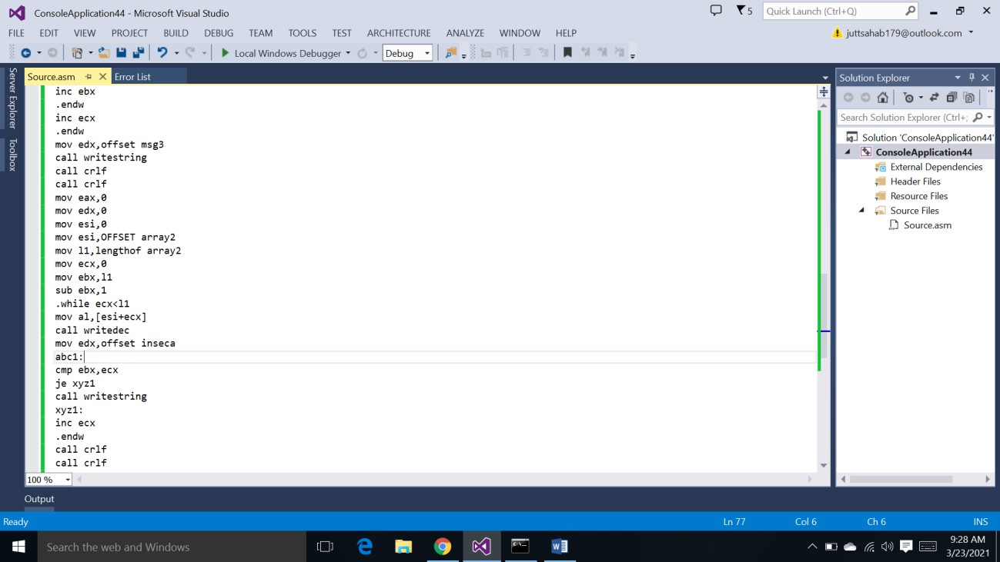 ConsoleApplication44 - Microsoft Visual Studio
5
Quick Launch (Ctrl+Q)
FILE EDIT VIEW PROJECT BUILD DEBUG TEAM TOOLS TEST ARCHITECTURE ANALYZE WINDOW HELP
juttsahab179@outlook.com
Local Windows Debugger
Debug
Server Explorer
Toolbox
Source.asm
Error List
inc ebx
.endw
inc ecx
.endw
mov edx,offset msg3
call writestring
call crlf
call crlf
mov eax,0
mov edx,0
mov esi,0
mov esi,OFFSET array2
mov l1,lengthof array2
mov ecx,0
mov ebx,l1
sub ebx,1
.while ecx<l1
mov al,[esi+ecx]
call writedec
mov edx,offset inseca
abc1:
cmp ebx,ecx
je xyz1
call writestring
xyz1:
inc ecx
.endw
call crlf
call crlf
100 %
Solution Explorer
Search Solution Explorer (Ctrl+;
Solution 'ConsoleApplication44'
ConsoleApplication44
External Dependencies
Header Files
Resource Files
Source Files
Source.asm
Output
Ready
Ln 77
Col 6
Ch 6
INS
Search the web and Windows
9:28 AM
3/23/2021